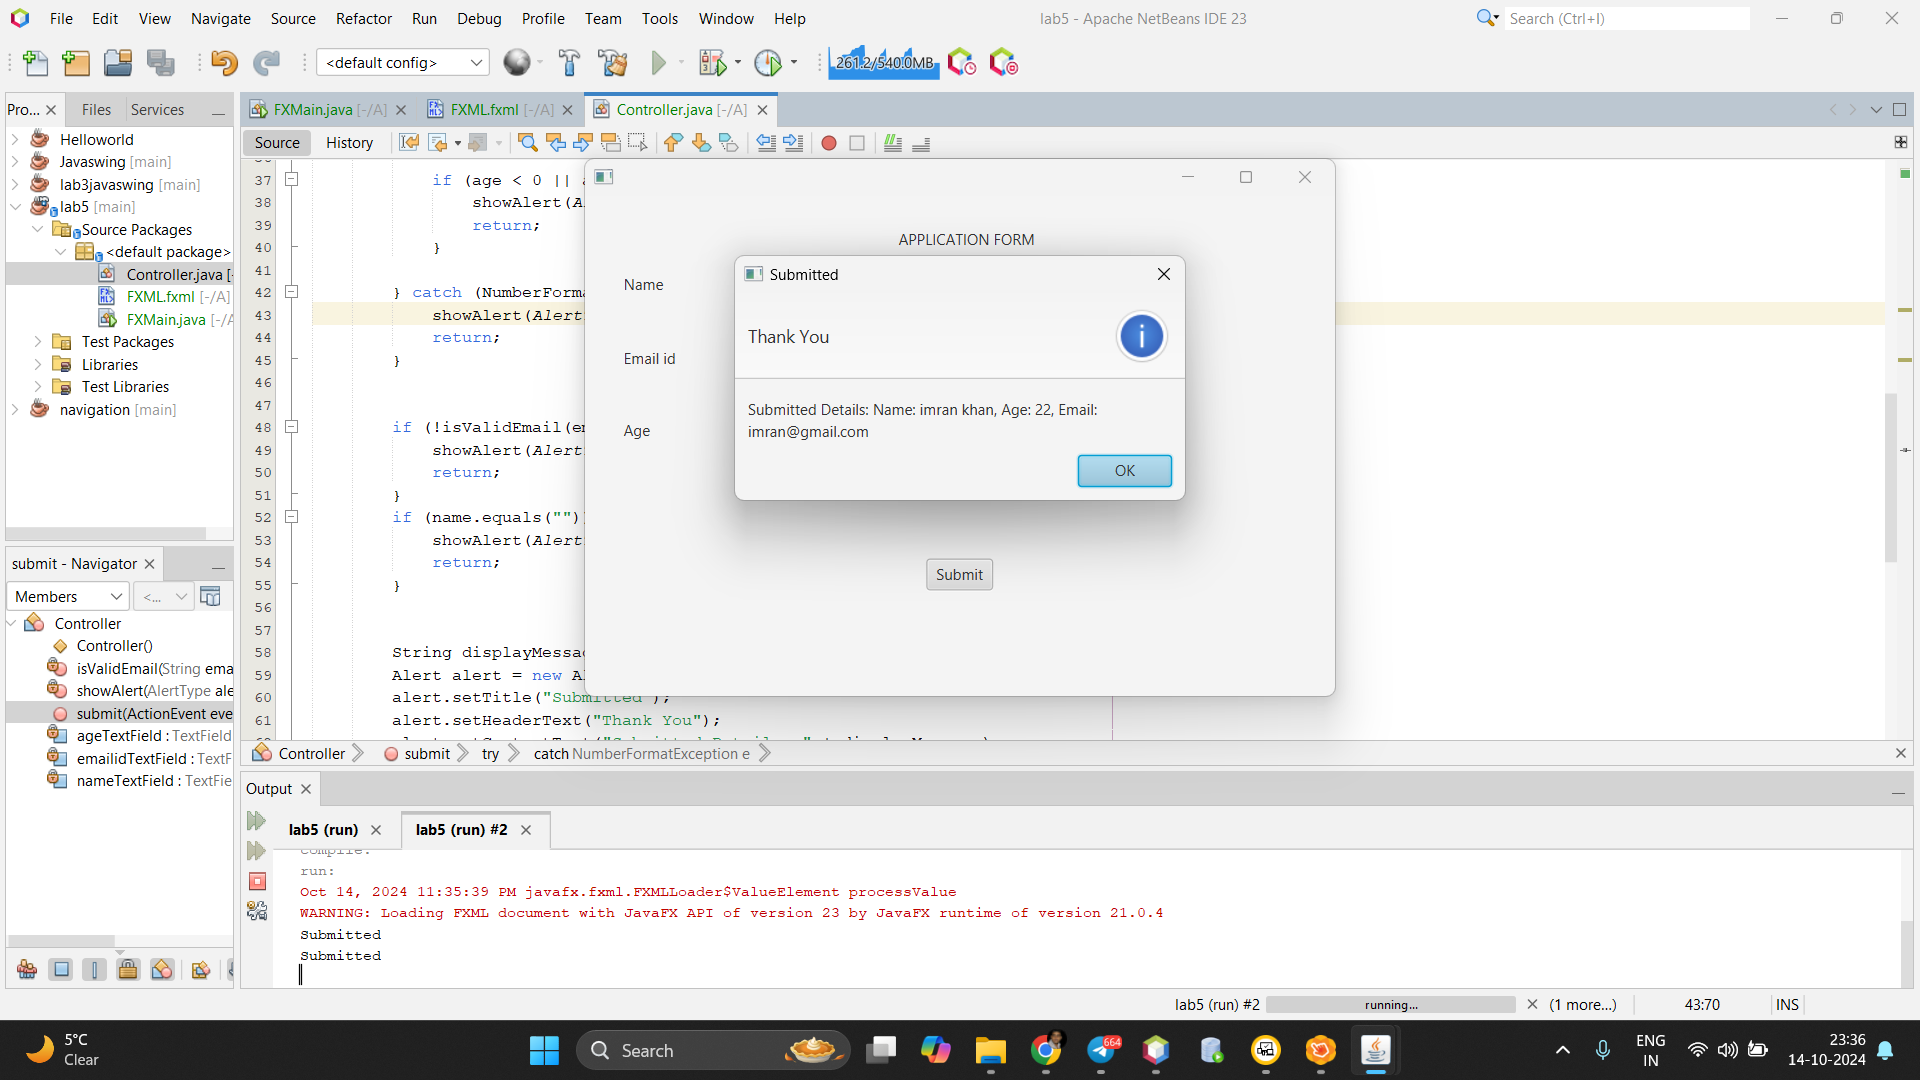 File Edit View Navigate Source Refactor Run Debug Profile Team Tools Window Help lab5 - Apache NetBeans IDE 23 Search (Ctrl+I)
<default config> 261.2/540.0MB
Pro... Files Services FXMain.java [-/A] FXML.fxml [-/A] Controller.java [-/A]
Source History
Helloworld
Javaswing [main]
lab3javaswing [main]
lab5 [main]
Source Packages
<default package>
Controller.java [-
FXML.fxml [-/A]
FXMain.java [-/A
Test Packages
Libraries
Test Libraries
navigation [main]
37 if (age < 0 ||
38 showAlert(A
39 return;
40 }
41
42 } catch (NumberForma
43 showAlert(Alert
44 return;
45 }
46
47
48 if (!isValidEmail(e
49 showAlert(Alert
50 return;
51 }
52 if (name.equals("")
53 showAlert(Alert
54 return;
55 }
56
57
58 String displayMessa
59 Alert alert = new Al
60 alert.setTitle("Submitted");
61 alert.setHeaderText("Thank You");
APPLICATION FORM
Name
Email id
Age
Submit
Submitted
Thank You
Submitted Details: Name: imran khan, Age: 22, Email:
imran@gmail.com
OK
submit - Navigator
Members <...
Controller
Controller()
isValidEmail(String ema
showAlert(AlertType ale
submit(ActionEvent eve
ageTextField : TextField
emailidTextField : TextF
nameTextField : TextFie
Controller submit try catch NumberFormatException e
Output
lab5 (run) lab5 (run) #2
compile:
run:
Oct 14, 2024 11:35:39 PM javafx.fxml.FXMLLoader$ValueElement processValue
WARNING: Loading FXML document with JavaFX API of version 23 by JavaFX runtime of version 21.0.4
Submitted
Submitted
lab5 (run) #2 running... (1 more...) 43:70 INS
5°C
Clear
Search
664
ENG
IN
23:36
14-10-2024